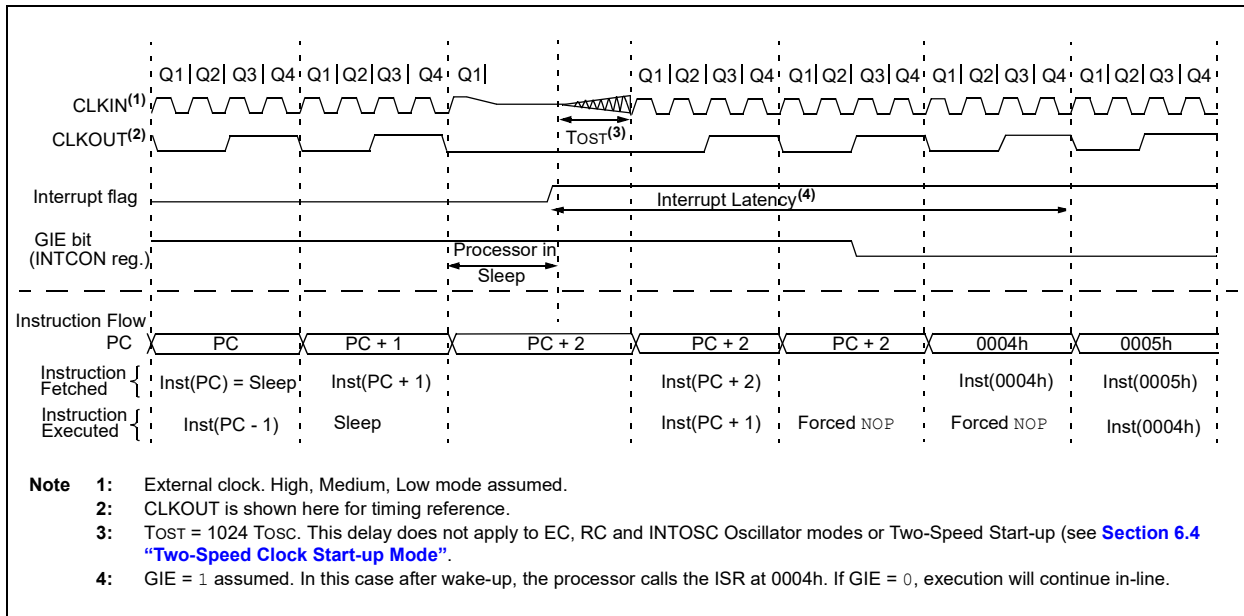 Q1 Q2 Q3 Q4 Q1 Q2 Q3 Q4 Q1 Q1 Q2 Q3 Q4 Q1 Q2 Q3 Q4 Q1 Q2 Q3 Q4 Q1 Q2 Q3 Q4
CLKIN(1)
CLKOUT(2)
TOST(3)
Interrupt flag
Interrupt Latency(4)
GIE bit
(INTCON reg.)
Processor in
Sleep
Instruction Flow
PC PC PC + 1 PC + 2 PC + 2 PC + 2 0004h 0005h
Instruction
Fetched
Inst(PC) = Sleep Inst(PC + 1) Inst(PC + 2) Inst(0004h) Inst(0005h)
Instruction
Executed
Inst(PC - 1) Sleep Inst(PC + 1) Forced NOP Forced NOP Inst(0004h)
Note 1: External clock. High, Medium, Low mode assumed.
2: CLKOUT is shown here for timing reference.
3: TOST = 1024 TOSC. This delay does not apply to EC, RC and INTOSC Oscillator modes or Two-Speed Start-up (see Section 6.4
“Two-Speed Clock Start-up Mode”.
4: GIE = 1 assumed. In this case after wake-up, the processor calls the ISR at 0004h. If GIE = 0, execution will continue in-line.